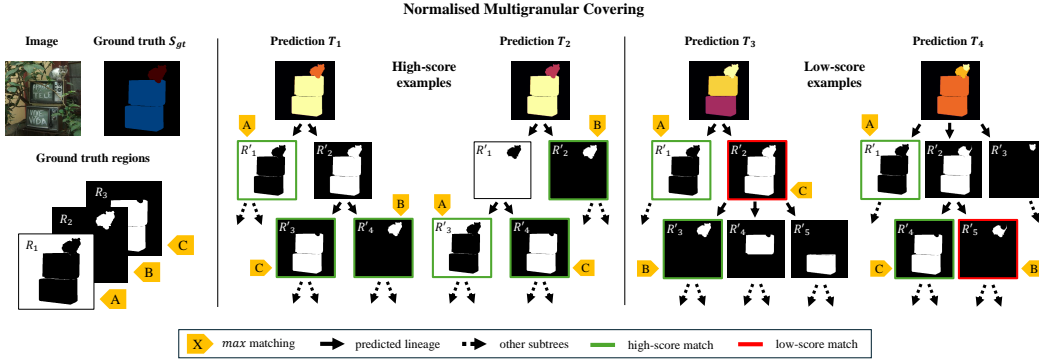 Normalised Multigranular Covering
Image
Ground truth S_gt
Ground truth regions
R_3
R_2
R_1
C
B
A
Prediction T_1
High-score
examples
Prediction T_2
A
R'_1
R'_2
B
R'_3
R'_4
C
B
R'_1
R'_2
A
R'_3
R'_4
C
Prediction T_3
Low-score
examples
Prediction T_4
A
R'_1
R'_2
C
R'_3
R'_4
R'_5
B
A
R'_1
R'_2
R'_3
R'_4
R'_5
C
B
X
max matching
predicted lineage
other subtrees
high-score match
low-score match